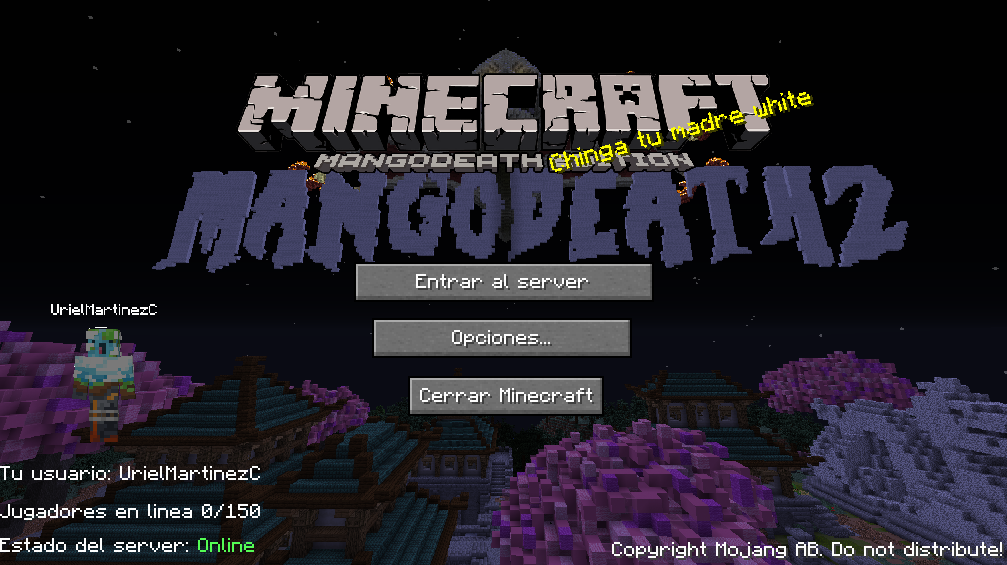 MINECRAFT
Chinga tu madre white
MANGODEATH EDITION
MANGODEATH2
Entrar al server
UrielMartinezC
Opciones...
Cerrar Minecraft
Tu usuario: UrielMartinezC
Jugadores en linea 0/150
Estado del server: Online
Copyright Mojang AB. Do not distribute!